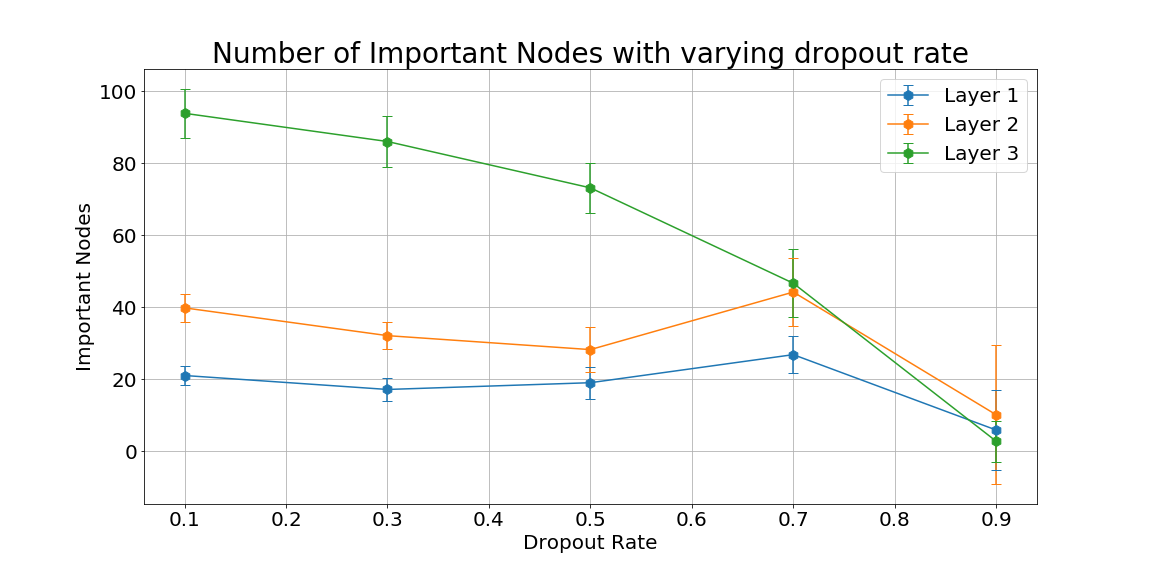 Number of Important Nodes with varying dropout rate
Layer 1
Layer 2
Layer 3
Important Nodes
100
80
60
40
20
0
0.1 0.2 0.3 0.4 0.5 0.6 0.7 0.8 0.9
Dropout Rate